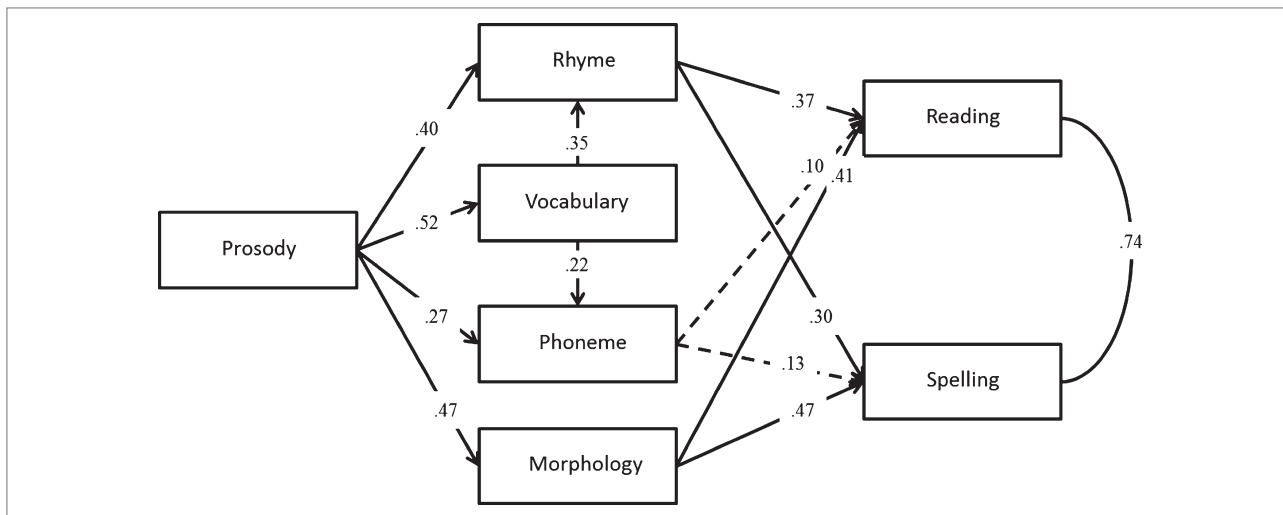 Rhyme
Reading
.37
.40
.35
.10
.41
Vocabulary
.52
Prosody
.74
.22
.27
.30
Phoneme
.13
Spelling
.47
.47
Morphology